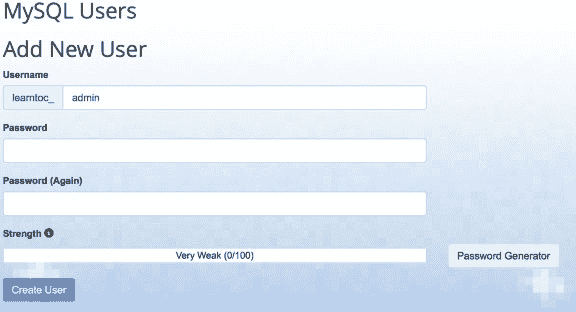 MySQL Users
Add New User
Username
learntoc_ admin
Password
Password (Again)
Strength
Very Weak (0/100) Password Generator
Create User